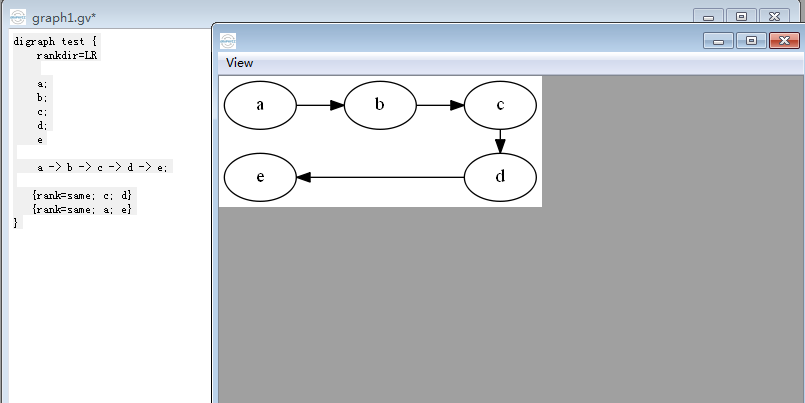 graph1.gv*
digraph test {
rankdir=LR
a;
b;
c;
d;
e
a -> b -> c -> d -> e;
{rank=same; c; d}
{rank=same; a; e}
}
View
a
b
c
e
d